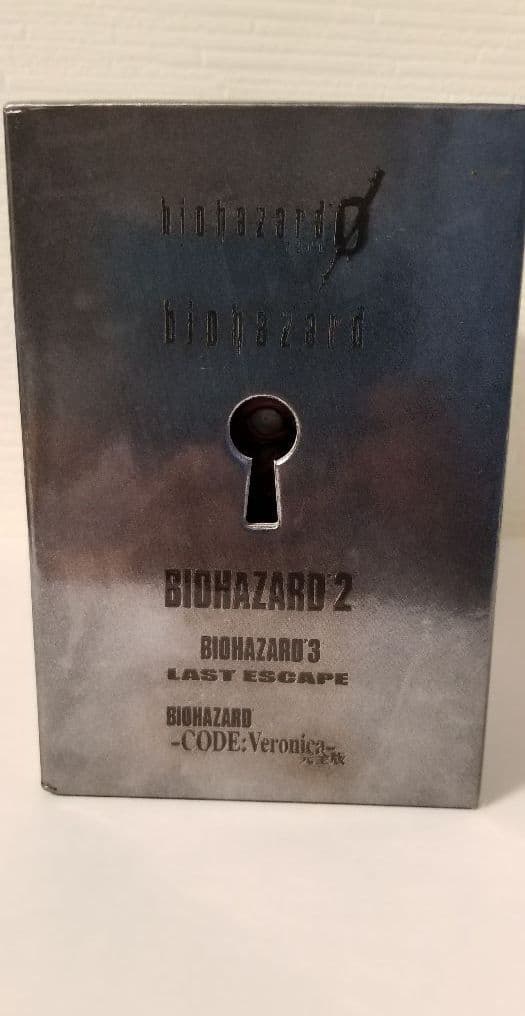 biohazard 0
biohazard
BIOHAZARD 2
BIOHAZARD 3
LAST ESCAPE
BIOHAZARD
-CODE:Veronica-
完全版